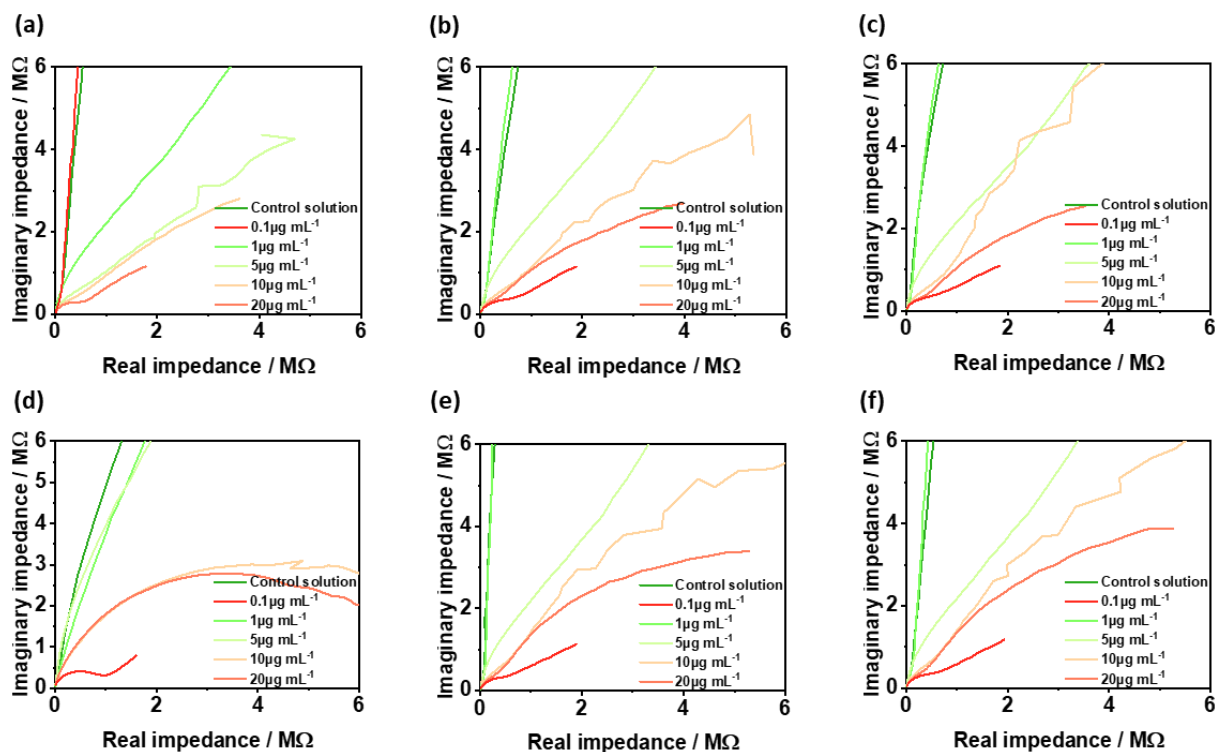 (a)
Imaginary impedance / MΩ
6
4
2
0
0 2 4 6
Real impedance / MΩ
Control solution
0.1µg mL-1
1µg mL-1
5µg mL-1
10µg mL-1
20µg mL-1
(b)
Imaginary impedance / MΩ
6
4
2
0
0 2 4 6
Real impedance / MΩ
Control solution
0.1µg mL-1
1µg mL-1
5µg mL-1
10µg mL-1
20µg mL-1
(c)
Imaginary impedance / MΩ
6
4
2
0
0 2 4 6
Real impedance / MΩ
Control solution
0.1µg mL-1
1µg mL-1
5µg mL-1
10µg mL-1
20µg mL-1
(d)
Imaginary impedance / MΩ
6
5
4
3
2
1
0
0 2 4 6
Real impedance / MΩ
Control solution
0.1µg mL-1
1µg mL-1
5µg mL-1
10µg mL-1
20µg mL-1
(e)
Imaginary impedance / MΩ
6
4
2
0
0 2 4 6
Real impedance / MΩ
Control solution
0.1µg mL-1
1µg mL-1
5µg mL-1
10µg mL-1
20µg mL-1
(f)
Imaginary impedance / MΩ
6
4
2
0
0 2 4 6
Real impedance / MΩ
Control solution
0.1µg mL-1
1µg mL-1
5µg mL-1
10µg mL-1
20µg mL-1